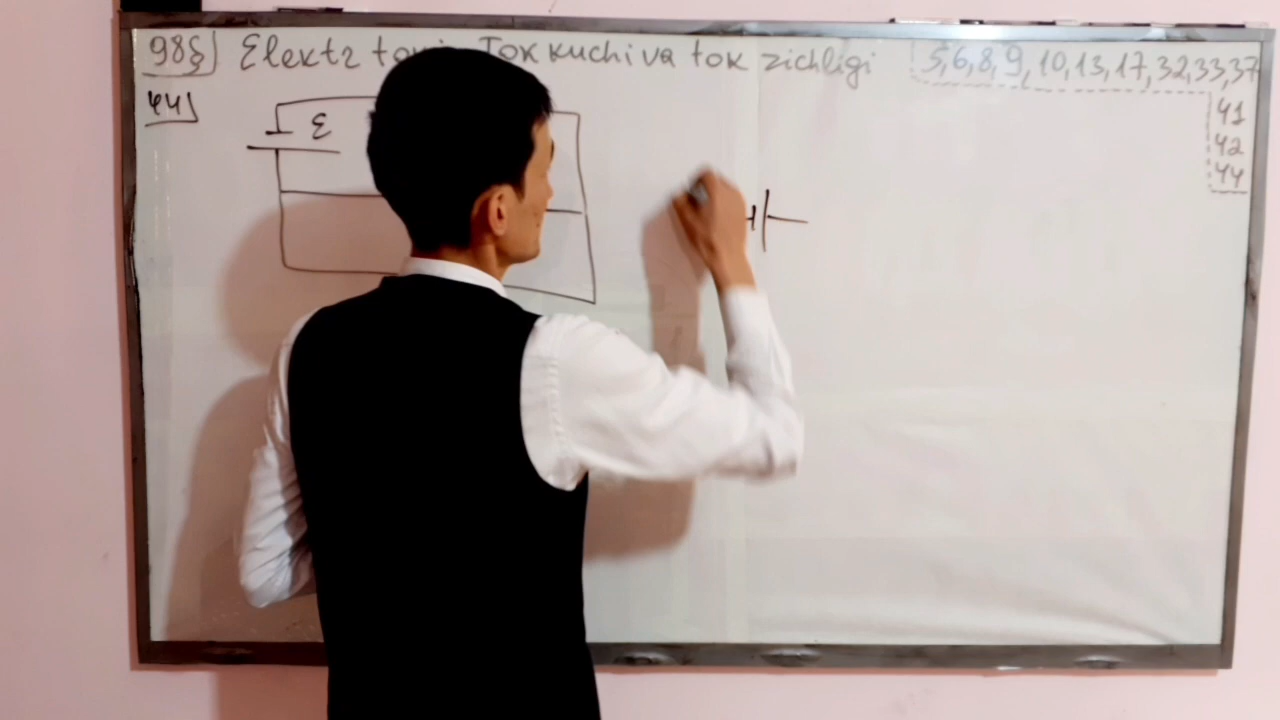 98§ Elektr toki. Tok kuchi va tok zichligi
5,6,8,9,10,13,17,32,33,37
41
42
44
44
ε